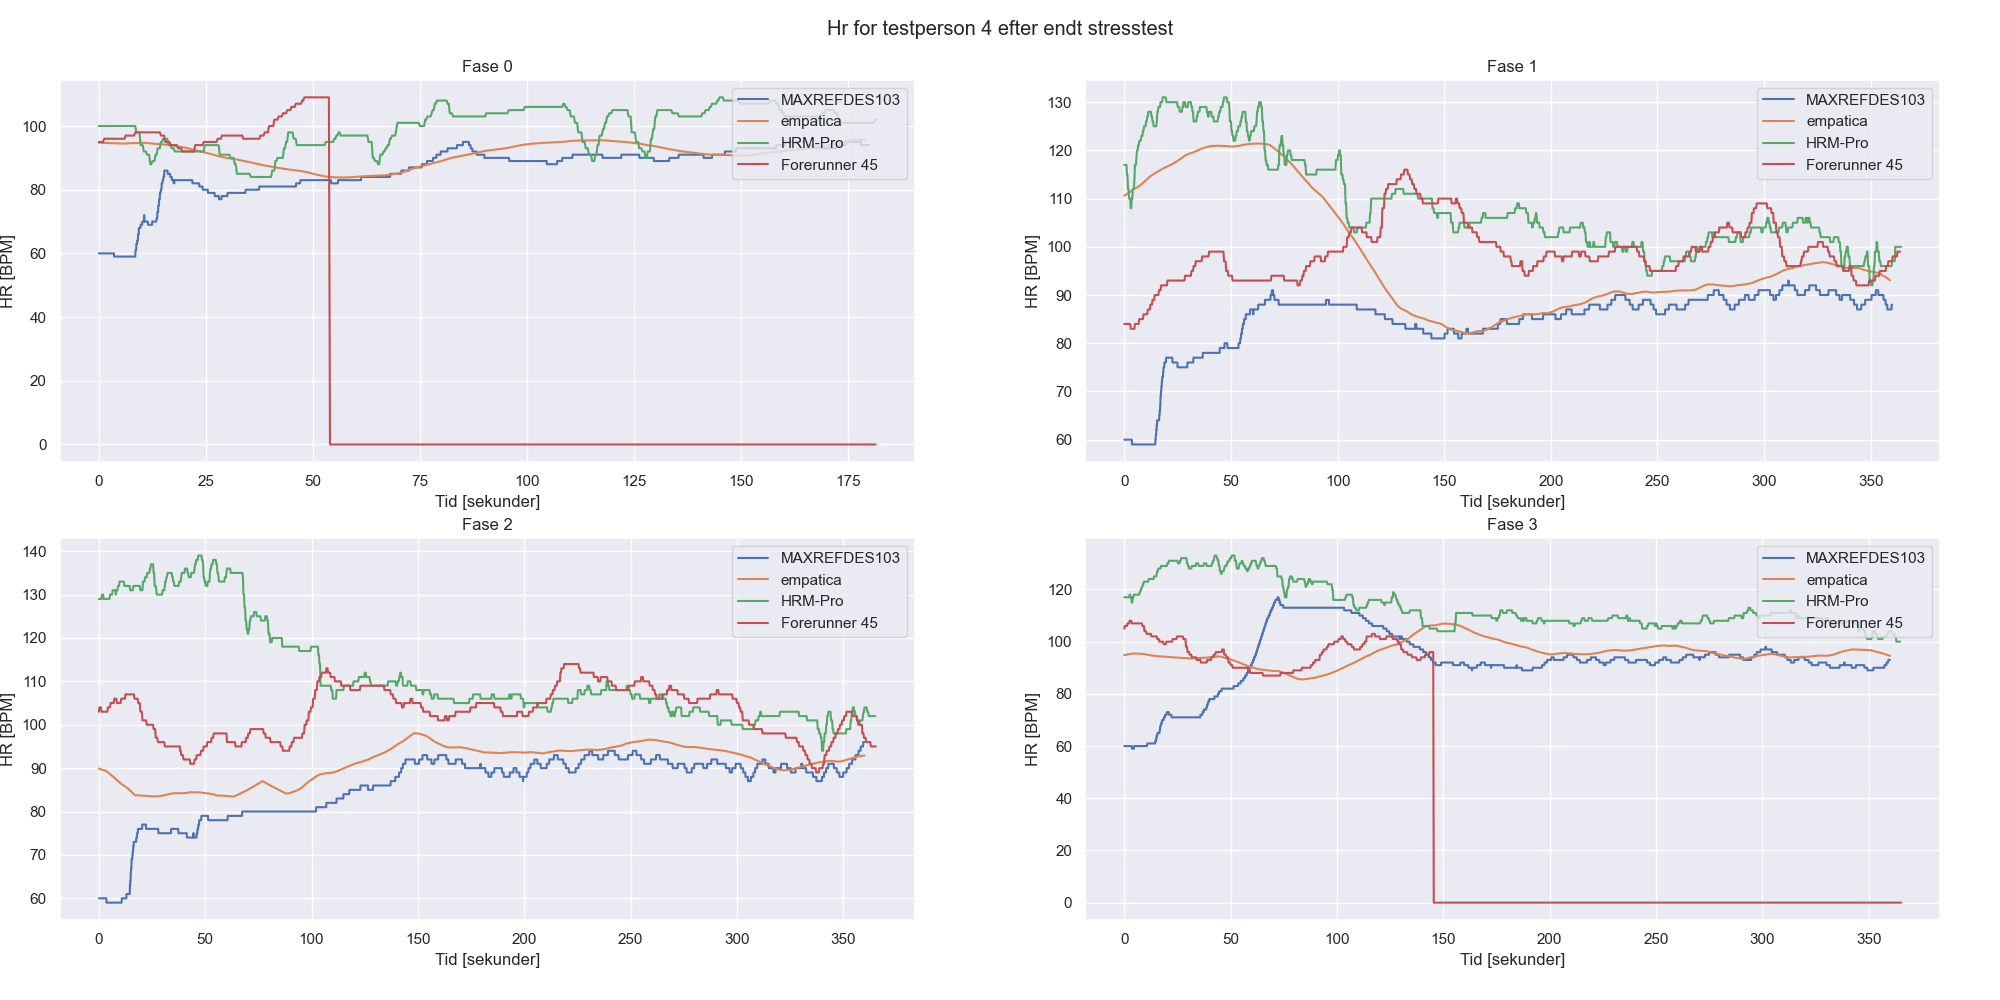 Hr for testperson 4 efter endt stresstest
Fase 0
HR [BPM]
100
80
60
40
20
0
0 25 50 75 100 125 150 175
Tid [sekunder]
MAXREFDES103
empatica
HRM-Pro
Forerunner 45
Fase 1
HR [BPM]
130
120
110
100
90
80
70
60
0 50 100 150 200 250 300 350
Tid [sekunder]
MAXREFDES103
empatica
HRM-Pro
Forerunner 45
Fase 2
HR [BPM]
140
130
120
110
100
90
80
70
60
0 50 100 150 200 250 300 350
Tid [sekunder]
MAXREFDES103
empatica
HRM-Pro
Forerunner 45
Fase 3
HR [BPM]
120
100
80
60
40
20
0
0 50 100 150 200 250 300 350
Tid [sekunder]
MAXREFDES103
empatica
HRM-Pro
Forerunner 45